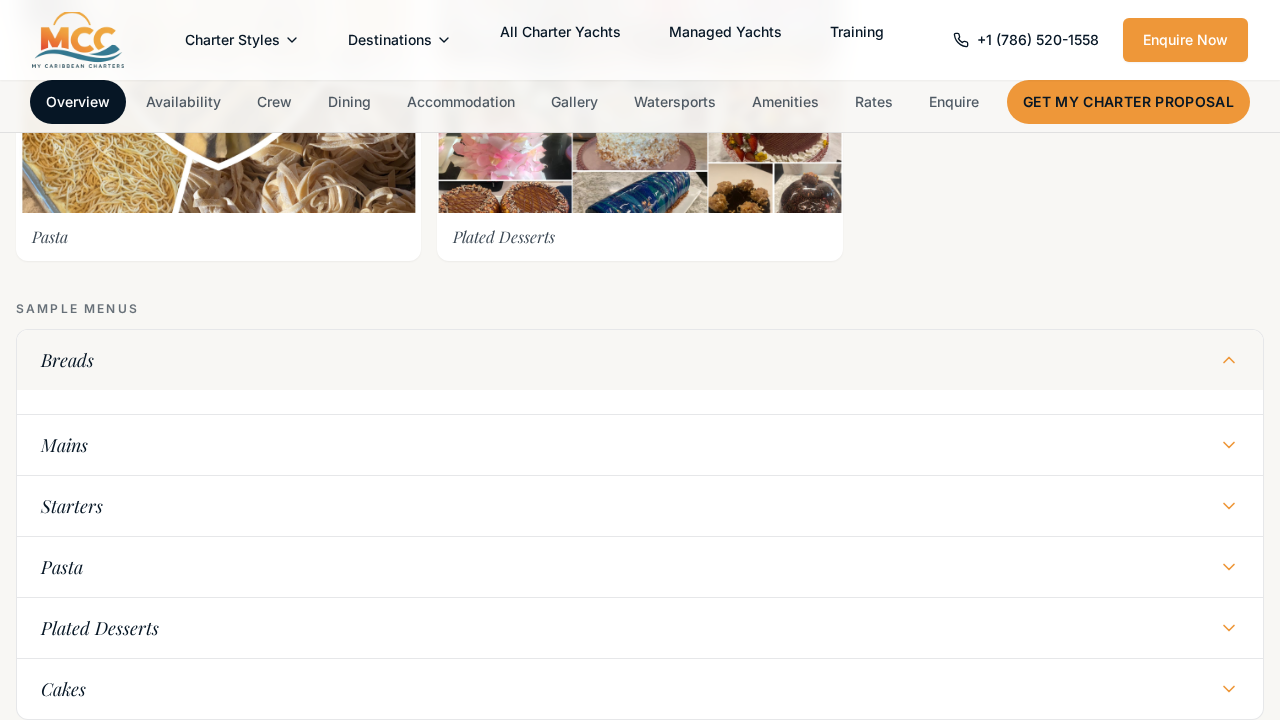 MCC
MY CARIBBEAN CHARTERS
Charter Styles
Destinations
All Charter Yachts
Managed Yachts
Training
+1 (786) 520-1558
Enquire Now
Overview
Availability
Crew
Dining
Accommodation
Gallery
Watersports
Amenities
Rates
Enquire
GET MY CHARTER PROPOSAL
Pasta
Plated Desserts
SAMPLE MENUS
Breads
Mains
Starters
Pasta
Plated Desserts
Cakes